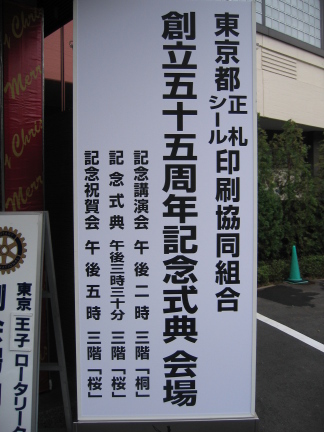 東京都正札シール印刷協同組合
創立五十五周年記念式典会場
記念講演会 午後二時 三階「桐」
記念式典 午後三時三十分 三階「桜」
記念祝賀会 午後五時 三階「桜」
Merr
東京 王子 ロータリーク